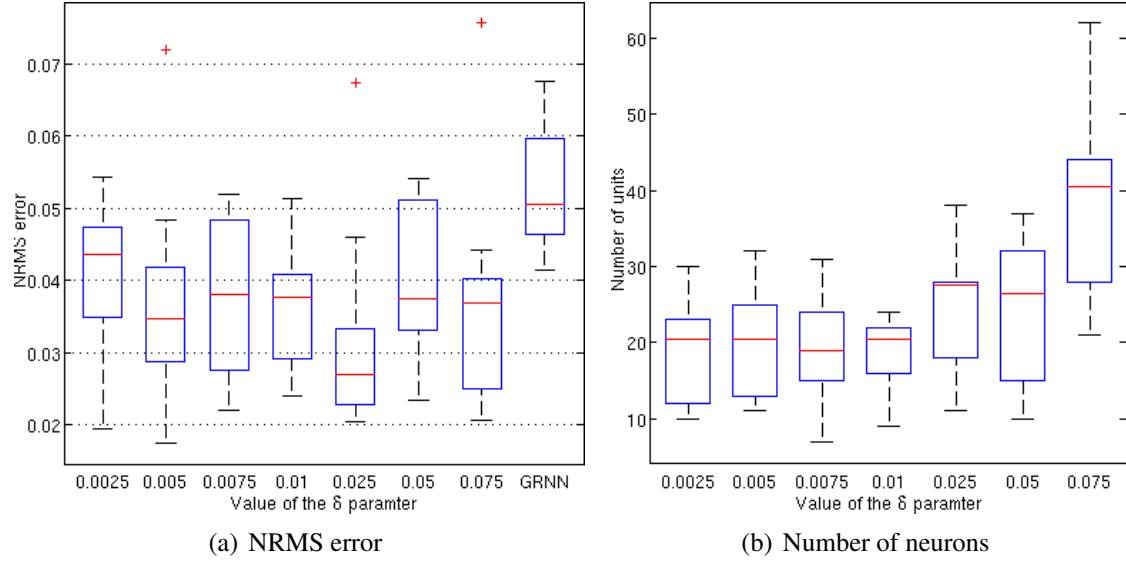 NRMS error
0.07
0.06
0.05
0.04
0.03
0.02
0.0025 0.005 0.0075 0.01 0.025 0.05 0.075 GRNN
Value of the δ paramter
(a) NRMS error
Number of units
60
50
40
30
20
10
0.0025 0.005 0.0075 0.01 0.025 0.05 0.075
Value of the δ paramter
(b) Number of neurons